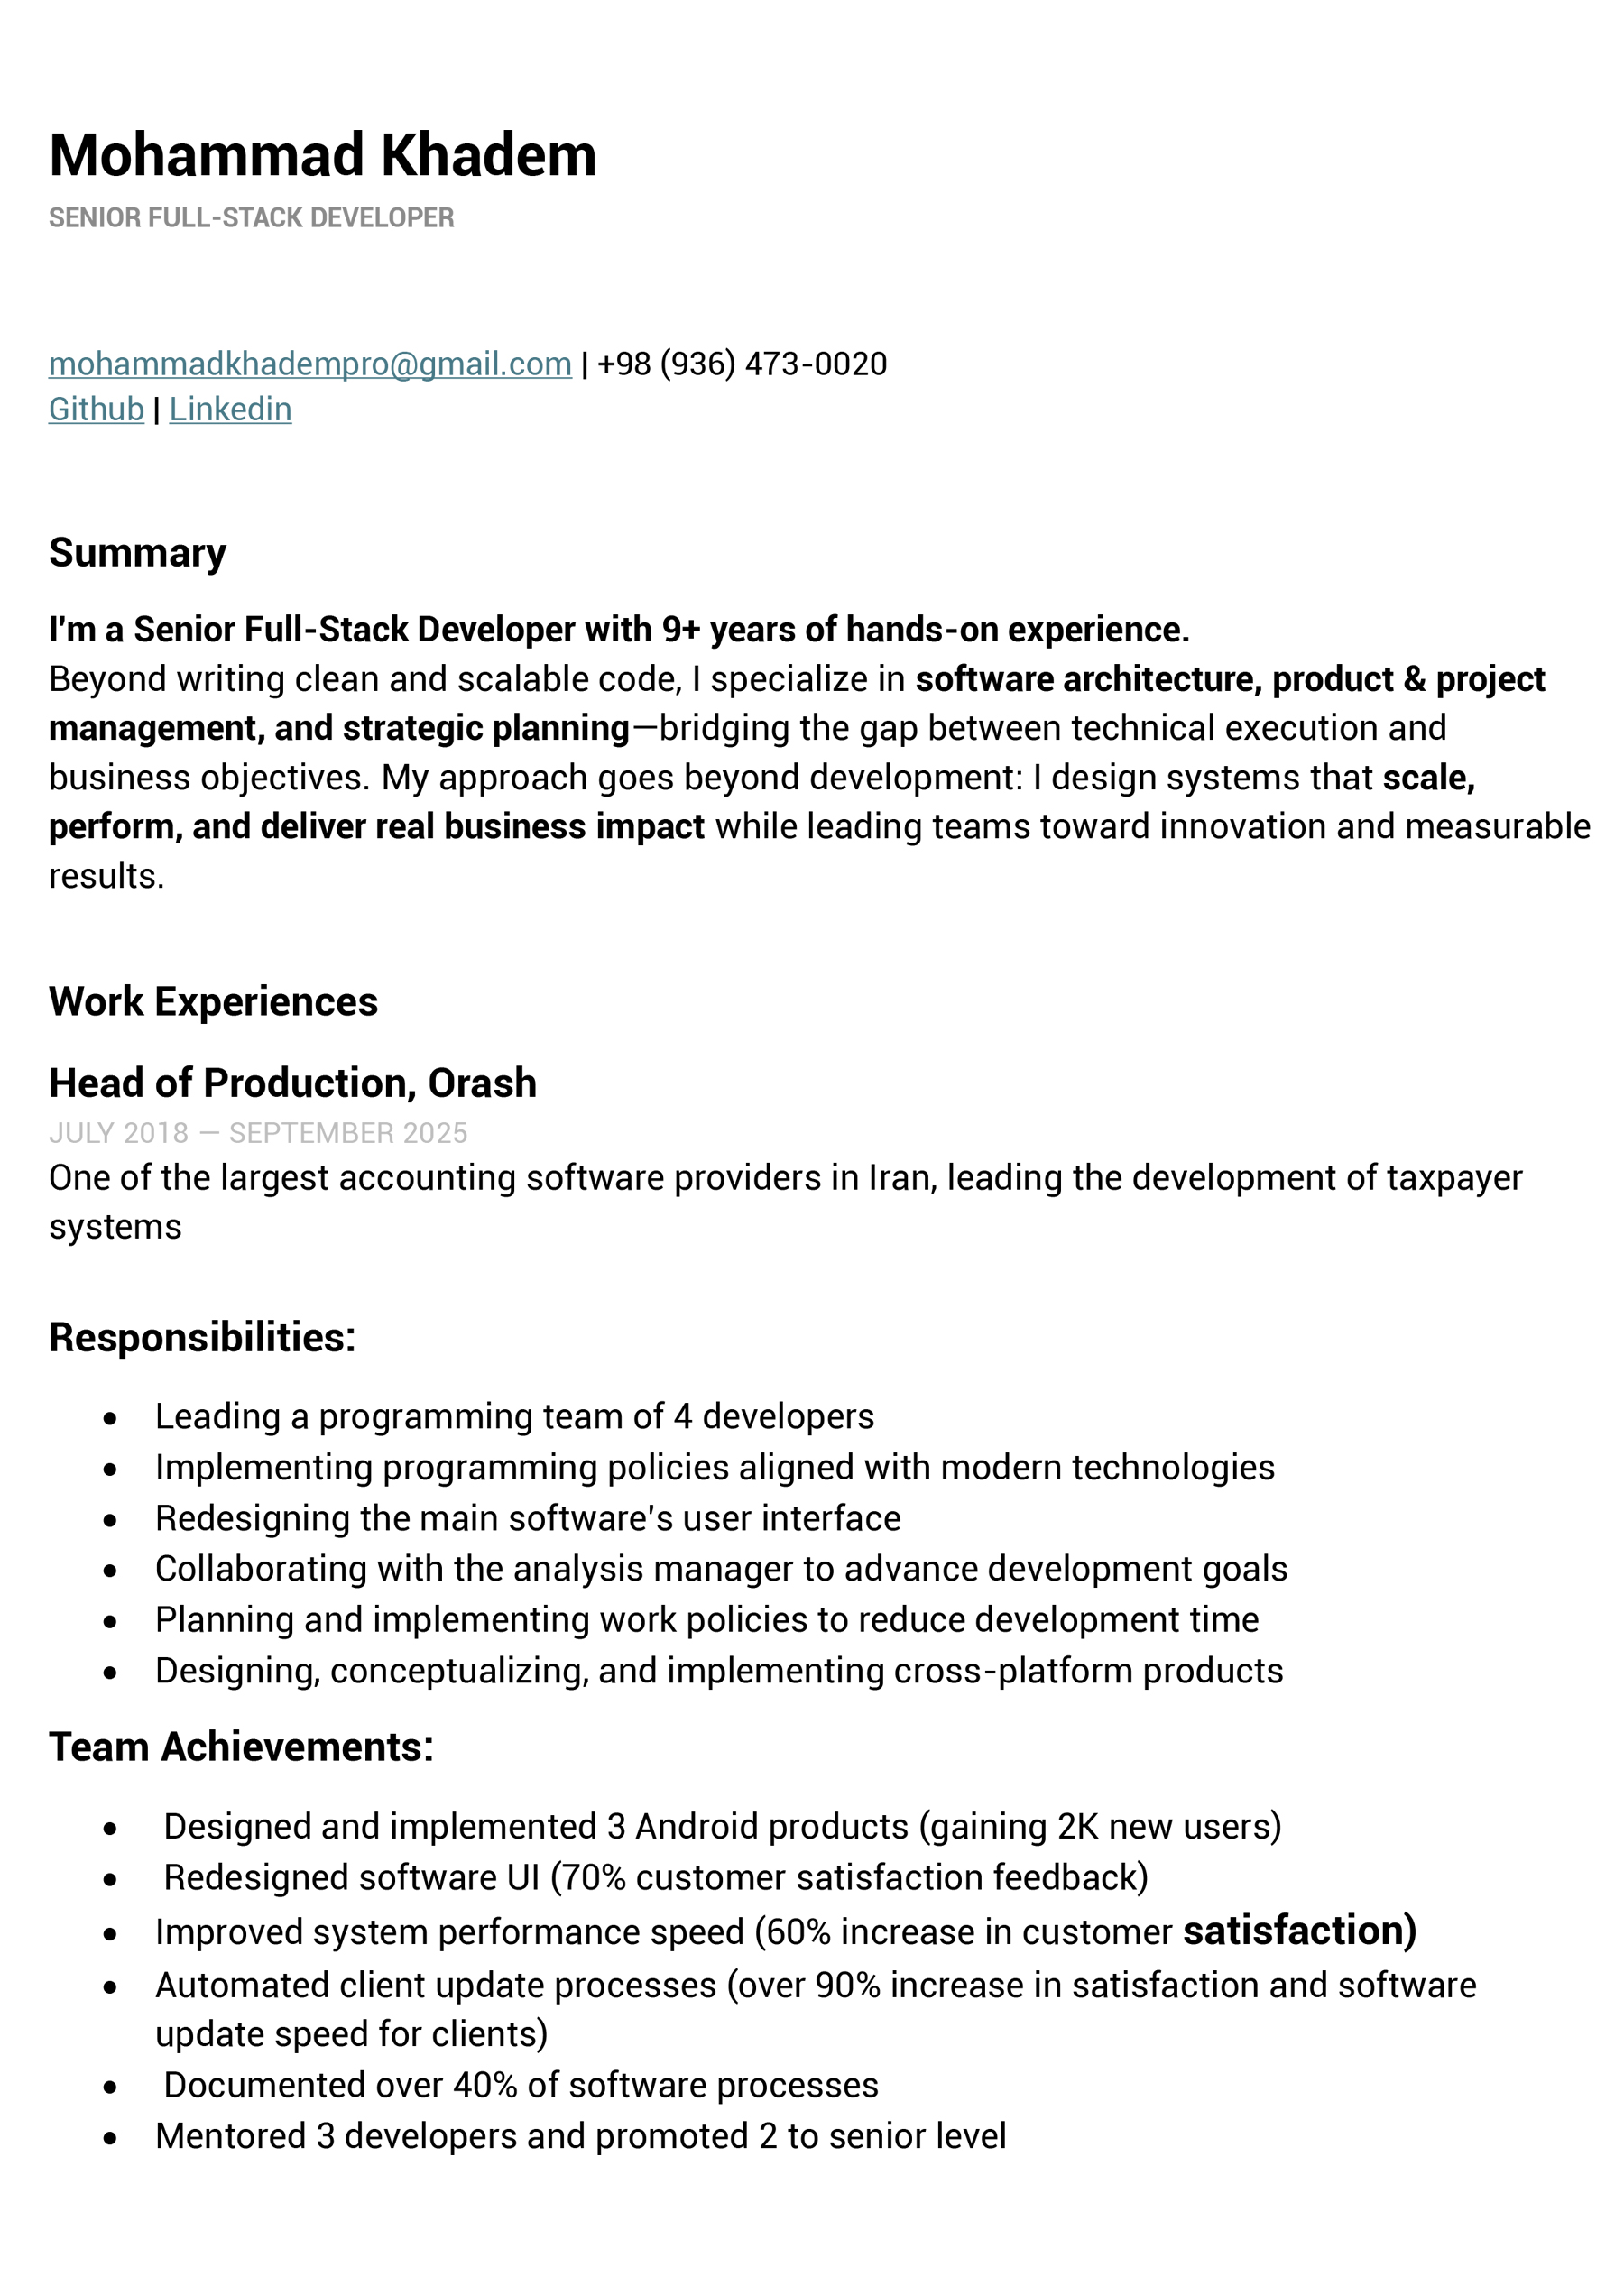 Mohammad Khadem
SENIOR FULL-STACK DEVELOPER
mohammadkhadempro@gmail.com | +98 (936) 473-0020
Github | Linkedin
Summary
I'm a Senior Full-Stack Developer with 9+ years of hands-on experience.
Beyond writing clean and scalable code, I specialize in software architecture, product & project
management, and strategic planning—bridging the gap between technical execution and
business objectives. My approach goes beyond development: I design systems that scale,
perform, and deliver real business impact while leading teams toward innovation and measurable
results.
Work Experiences
Head of Production, Orash
JULY 2018 — SEPTEMBER 2025
One of the largest accounting software providers in Iran, leading the development of taxpayer
systems
Responsibilities:
• Leading a programming team of 4 developers
• Implementing programming policies aligned with modern technologies
• Redesigning the main software's user interface
• Collaborating with the analysis manager to advance development goals
• Planning and implementing work policies to reduce development time
• Designing, conceptualizing, and implementing cross-platform products
Team Achievements:
• Designed and implemented 3 Android products (gaining 2K new users)
• Redesigned software UI (70% customer satisfaction feedback)
• Improved system performance speed (60% increase in customer satisfaction)
• Automated client update processes (over 90% increase in satisfaction and software
update speed for clients)
• Documented over 40% of software processes
• Mentored 3 developers and promoted 2 to senior level